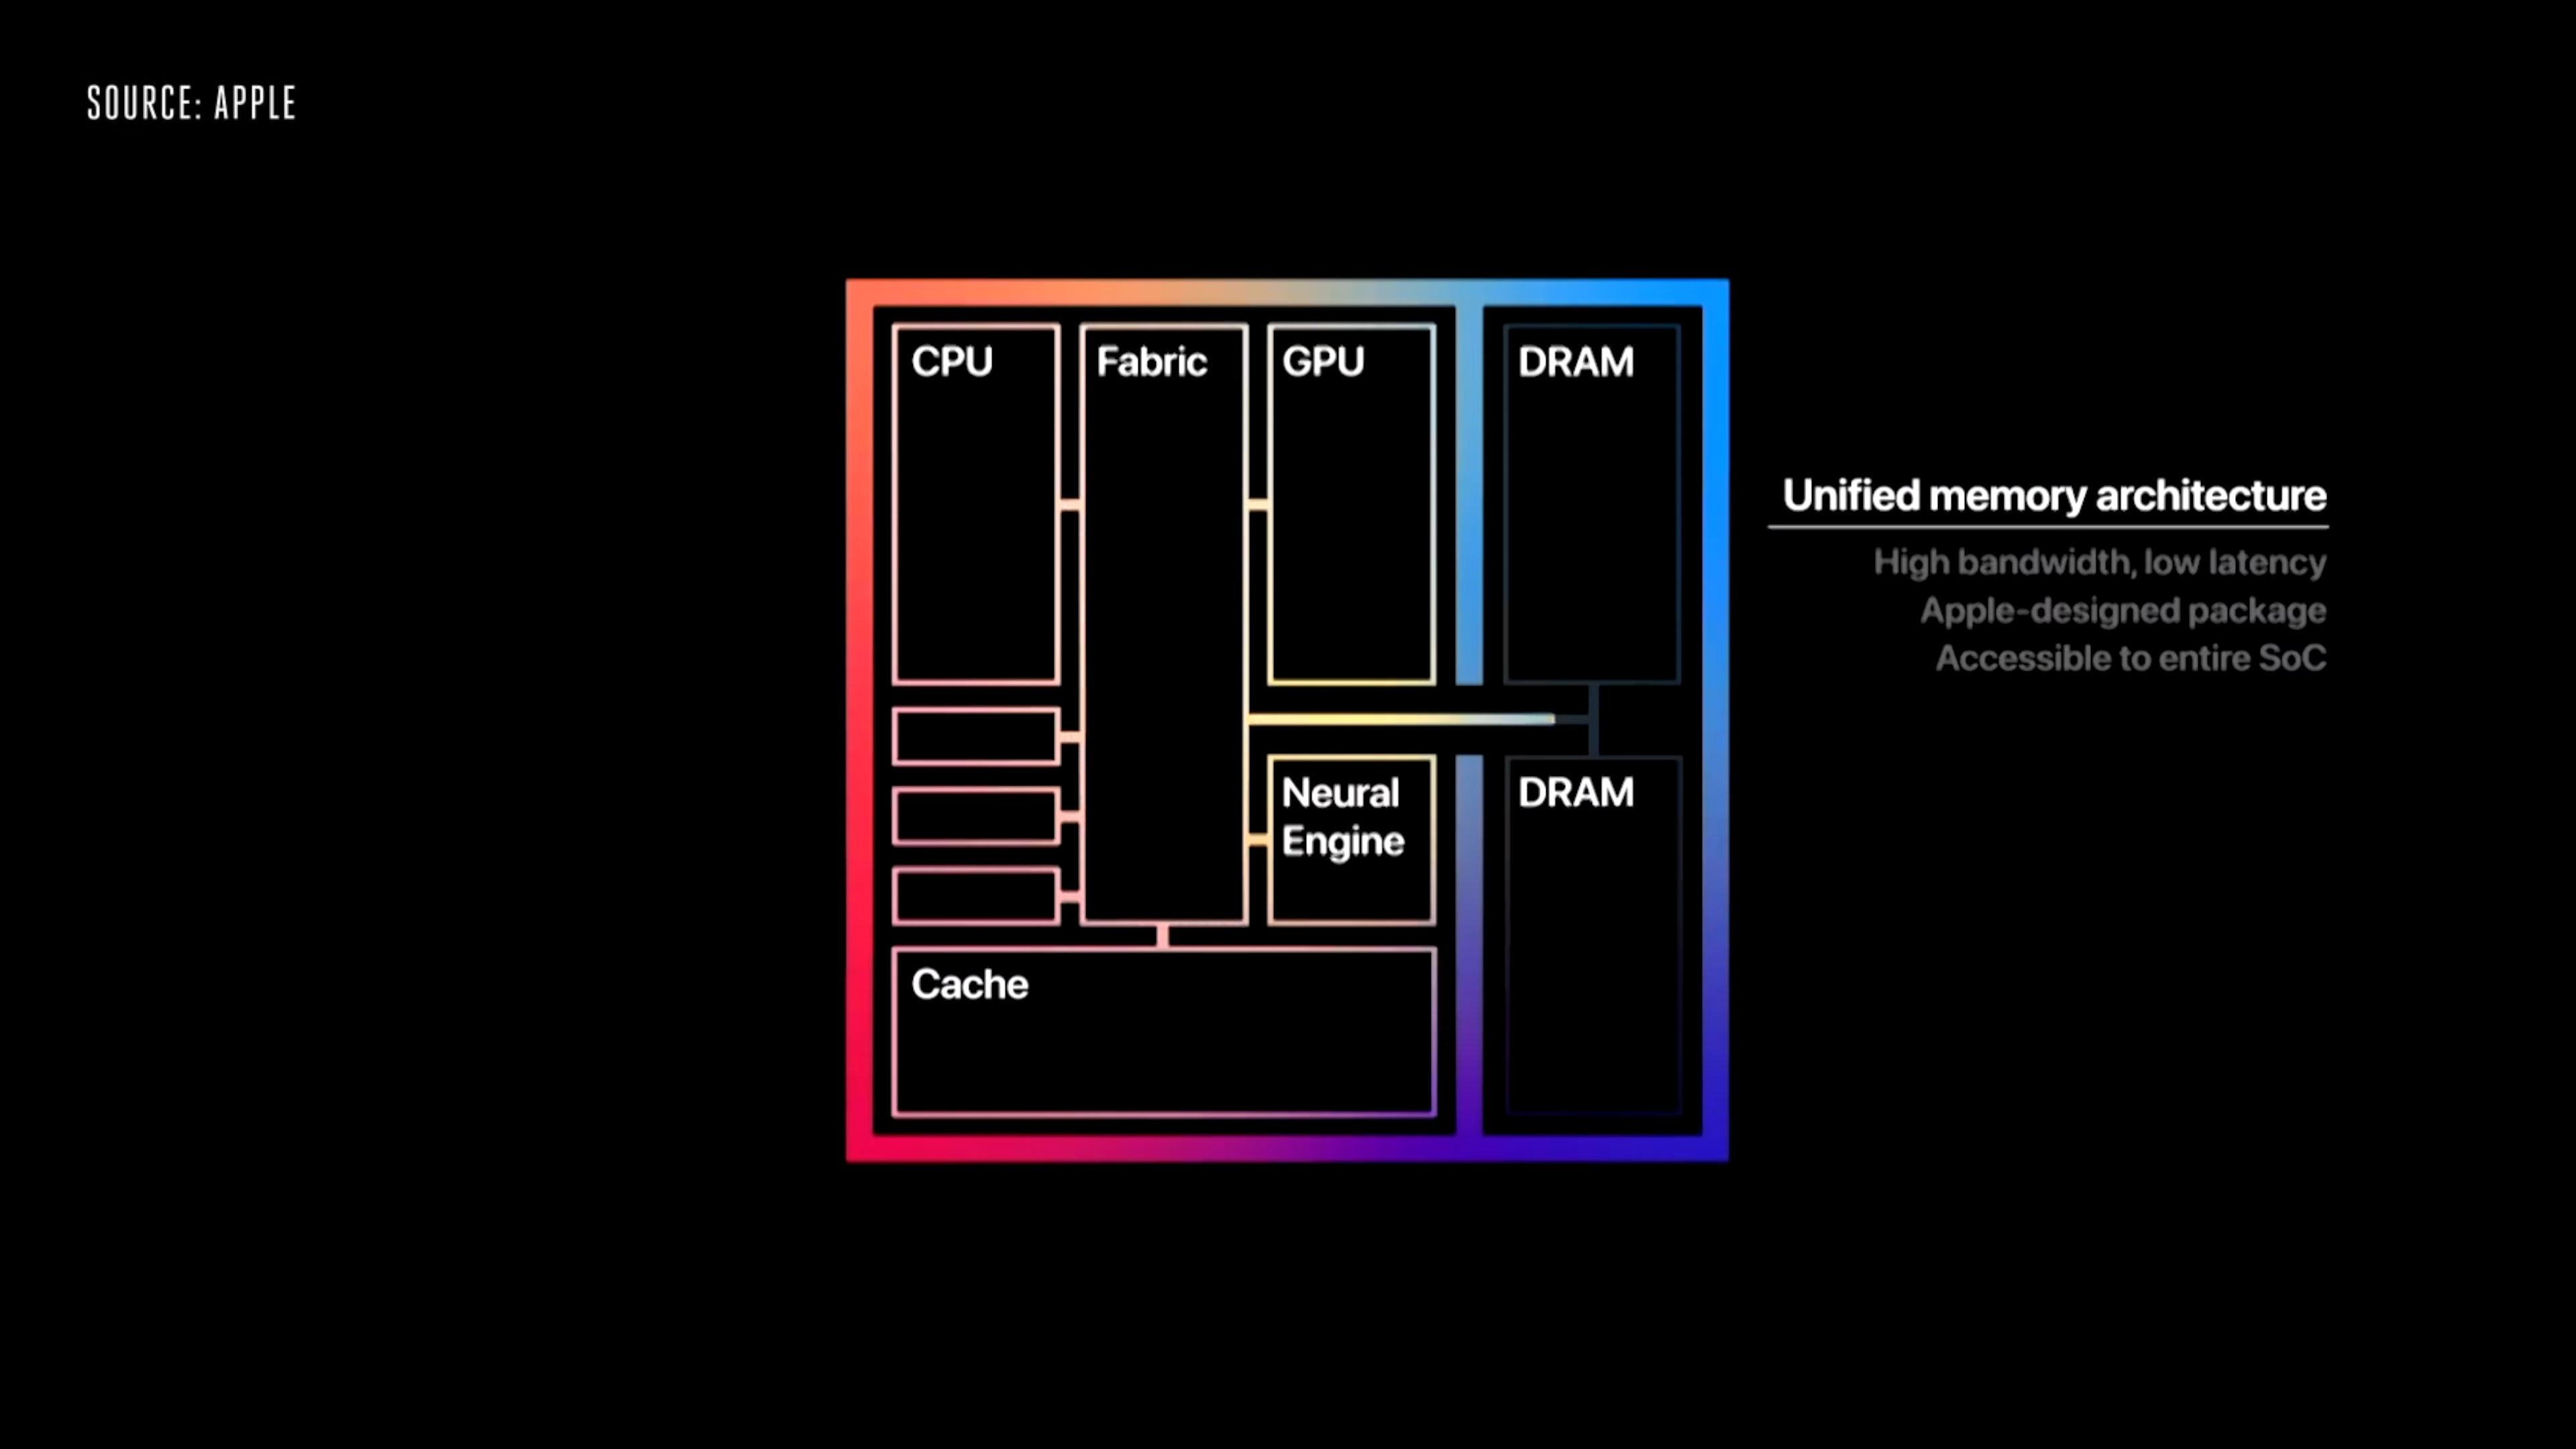 SOURCE: APPLE
CPU
Fabric
GPU
DRAM
Unified memory architecture
High bandwidth, low latency
Apple-designed package
Accessible to entire SoC
Neural
Engine
DRAM
Cache